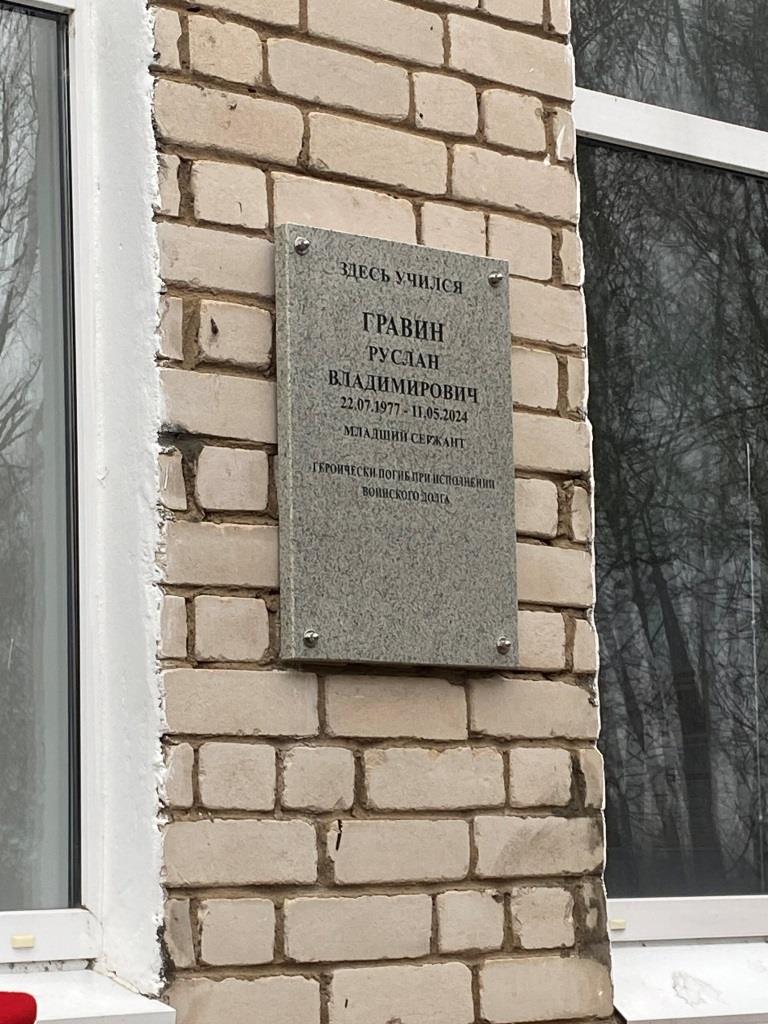 ЗДЕСЬ УЧИЛСЯ
ГРАВИН
РУСЛАН
ВЛАДИМИРОВИЧ
22.07.1977 - 11.05.2024
МЛАДШИЙ СЕРЖАНТ
ГЕРОИЧЕСКИ ПОГИБ ПРИ ИСПОЛНЕНИИ
ВОИНСКОГО ДОЛГА